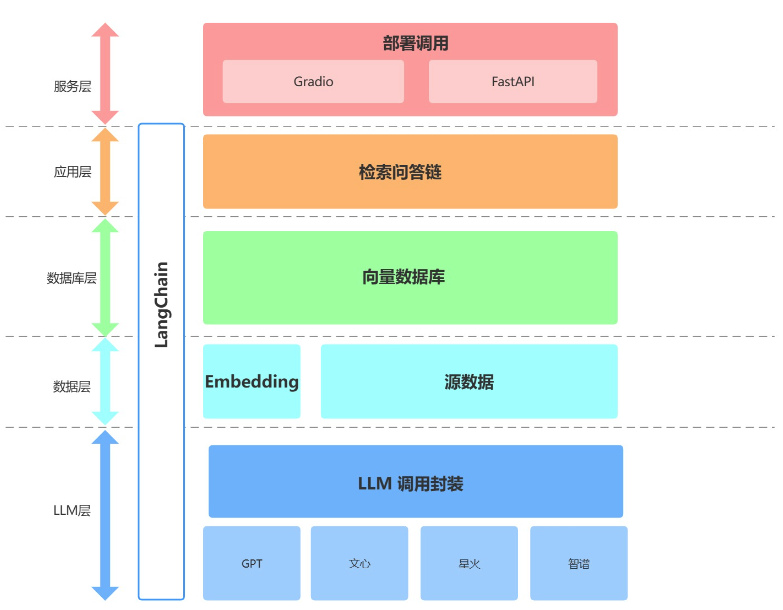 部署调用
服务层
Gradio
FastAPI
应用层
检索问答链
数据库层
向量数据库
LangChain
数据层
Embedding
源数据
LLM层
LLM 调用封装
GPT
文心
星火
智谱